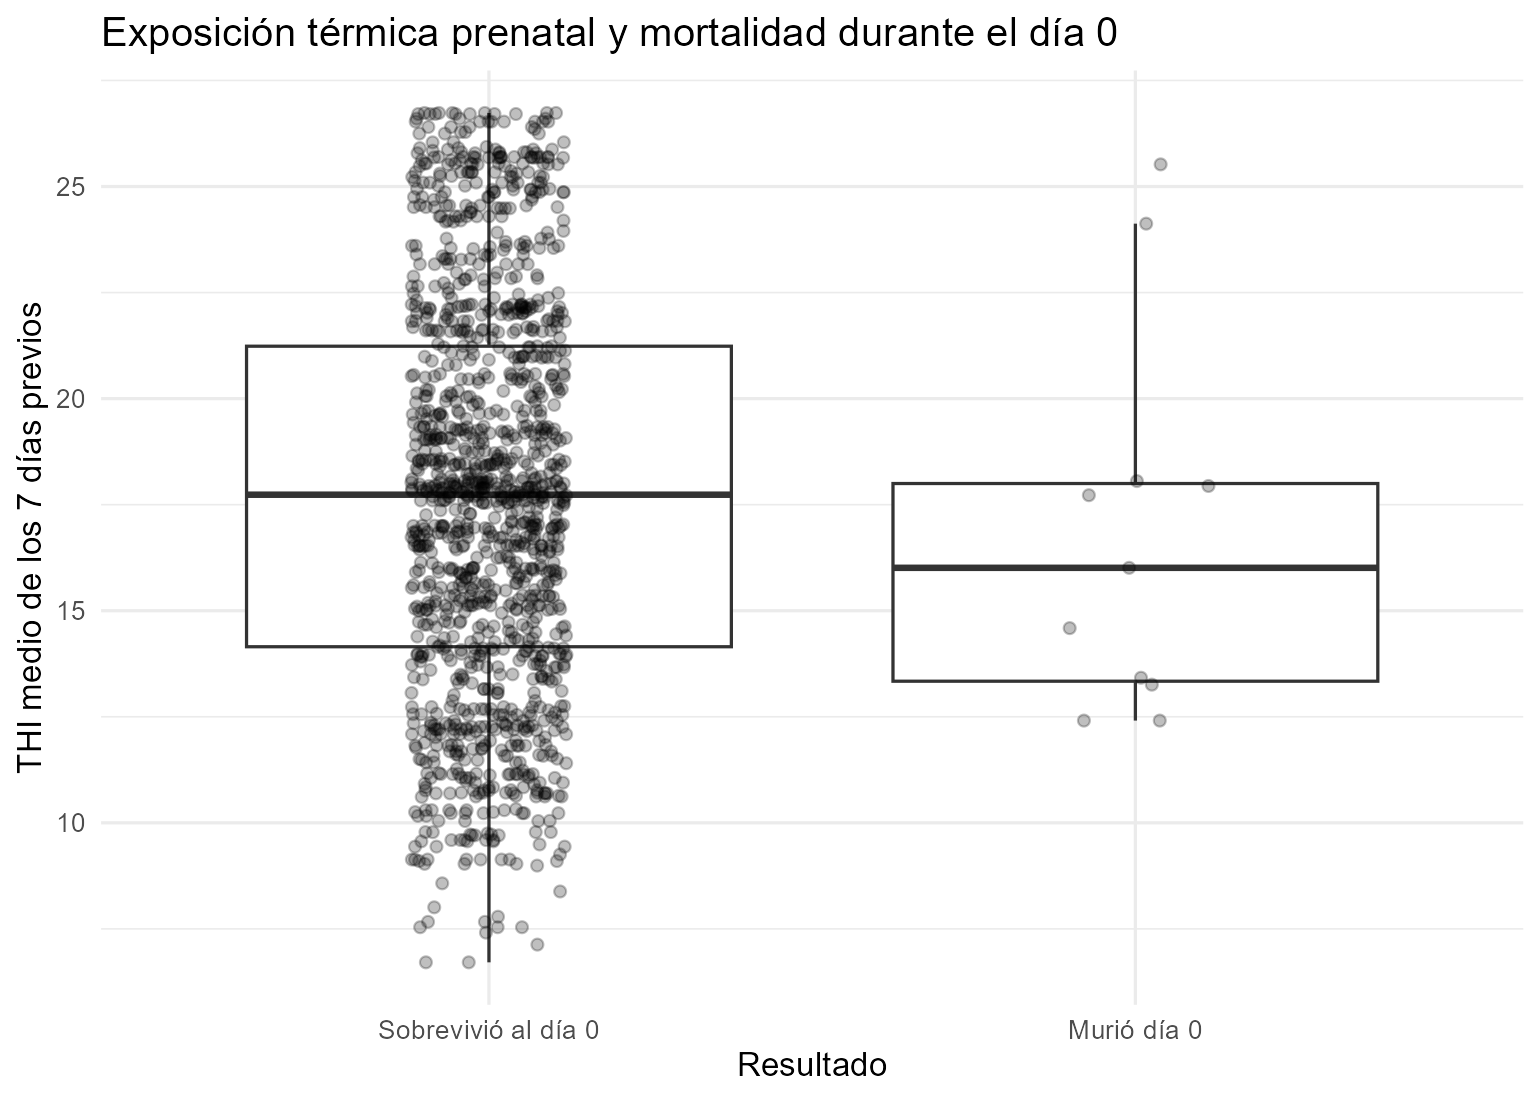 Exposición térmica prenatal y mortalidad durante el día 0
THI medio de los 7 días previos
25
20
15
10
Sobrevivió al día 0
Murió día 0
Resultado